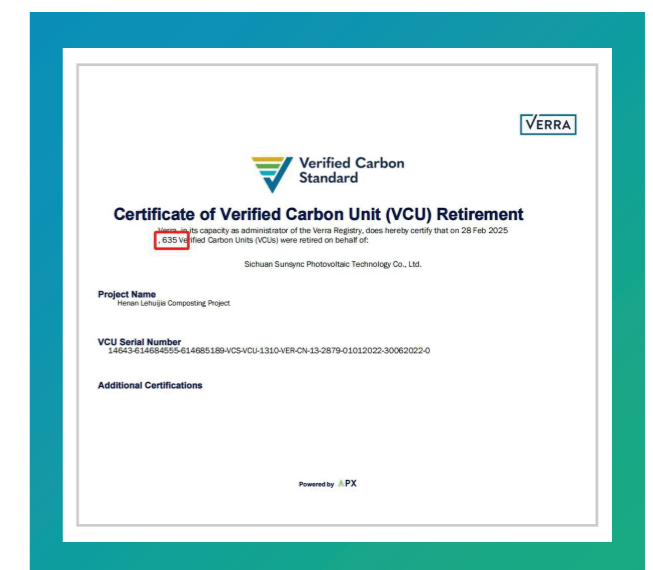 VERRA
Verified Carbon
Standard
Certificate of Verified Carbon Unit (VCU) Retirement
Verra, in its capacity as administrator of the Verra Registry, does hereby certify that on 28 Feb 2025
, 635 Verified Carbon Units (VCUs) were retired on behalf of:
Sichuan Sunsync Photovoltaic Technology Co., Ltd.
Project Name
Henan Lehuijia Composting Project
VCU Serial Number
14643-614684555-614685189-VCS-VCU-1310-VER-CN-13-2879-01012022-30062022-0
Additional Certifications
Powered by APX